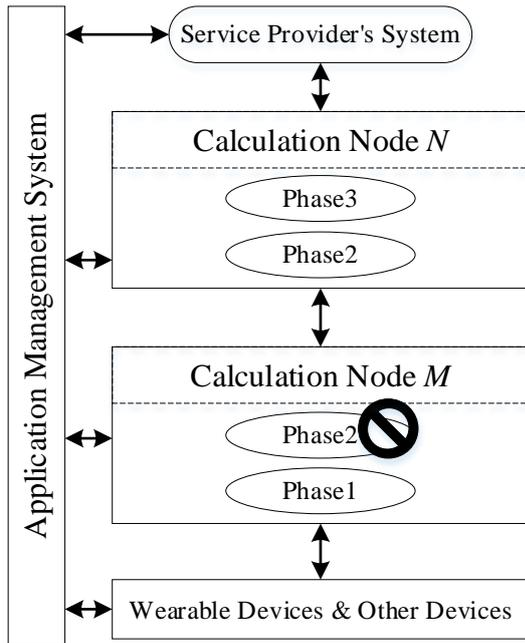 Application Management System
Service Provider's System
Calculation Node N
Phase3
Phase2
Calculation Node M
Phase2
Phase1
Wearable Devices & Other Devices